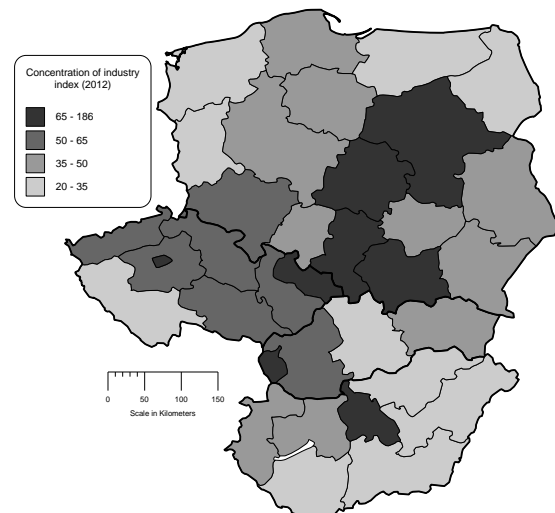 Concentration of industry
index (2012)
65 - 186
50 - 65
35 - 50
20 - 35
0 50 100 150
Scale in Kilometers